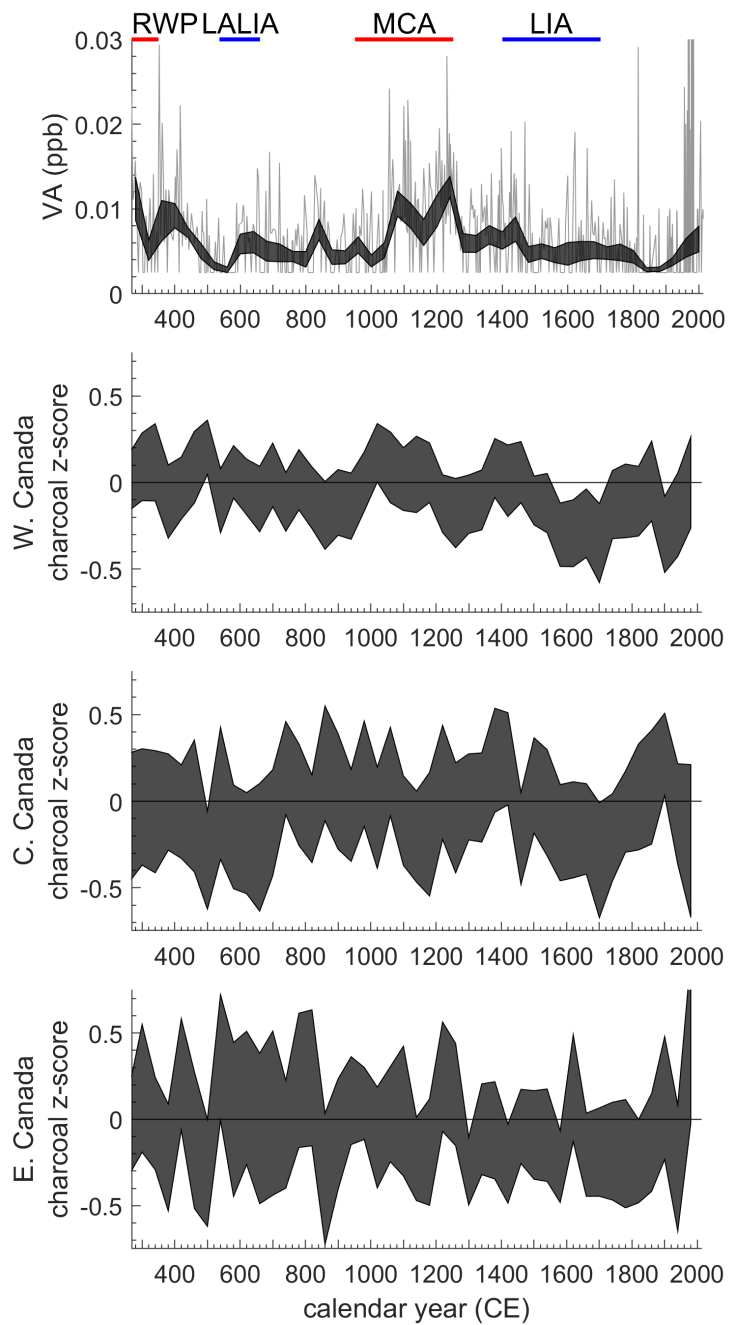 RWP LALIA MCA LIA
0.03
0.02
0.01
0
VA (ppb)
400 600 800 1000 1200 1400 1600 1800 2000
0.5
0
-0.5
W. Canada
charcoal z-score
400 600 800 1000 1200 1400 1600 1800 2000
0.5
0
-0.5
C. Canada
charcoal z-score
400 600 800 1000 1200 1400 1600 1800 2000
0.5
0
-0.5
E. Canada
charcoal z-score
400 600 800 1000 1200 1400 1600 1800 2000
calendar year (CE)